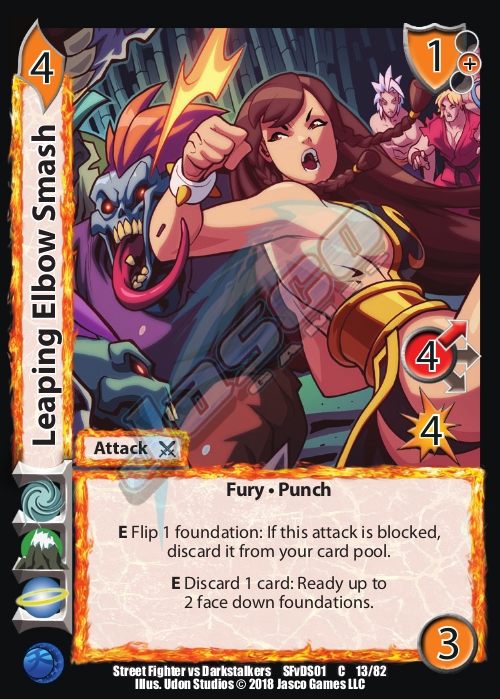 4
1
+
Leaping Elbow Smash
JASCO
4
4
Attack
Fury • Punch
E Flip 1 foundation: If this attack is blocked,
discard it from your card pool.
E Discard 1 card: Ready up to
2 face down foundations.
3
Street Fighter vs Darkstalkers SFvDS01 C 13/82
Illus. Udon Studios © 2018 Jasco Games LLC